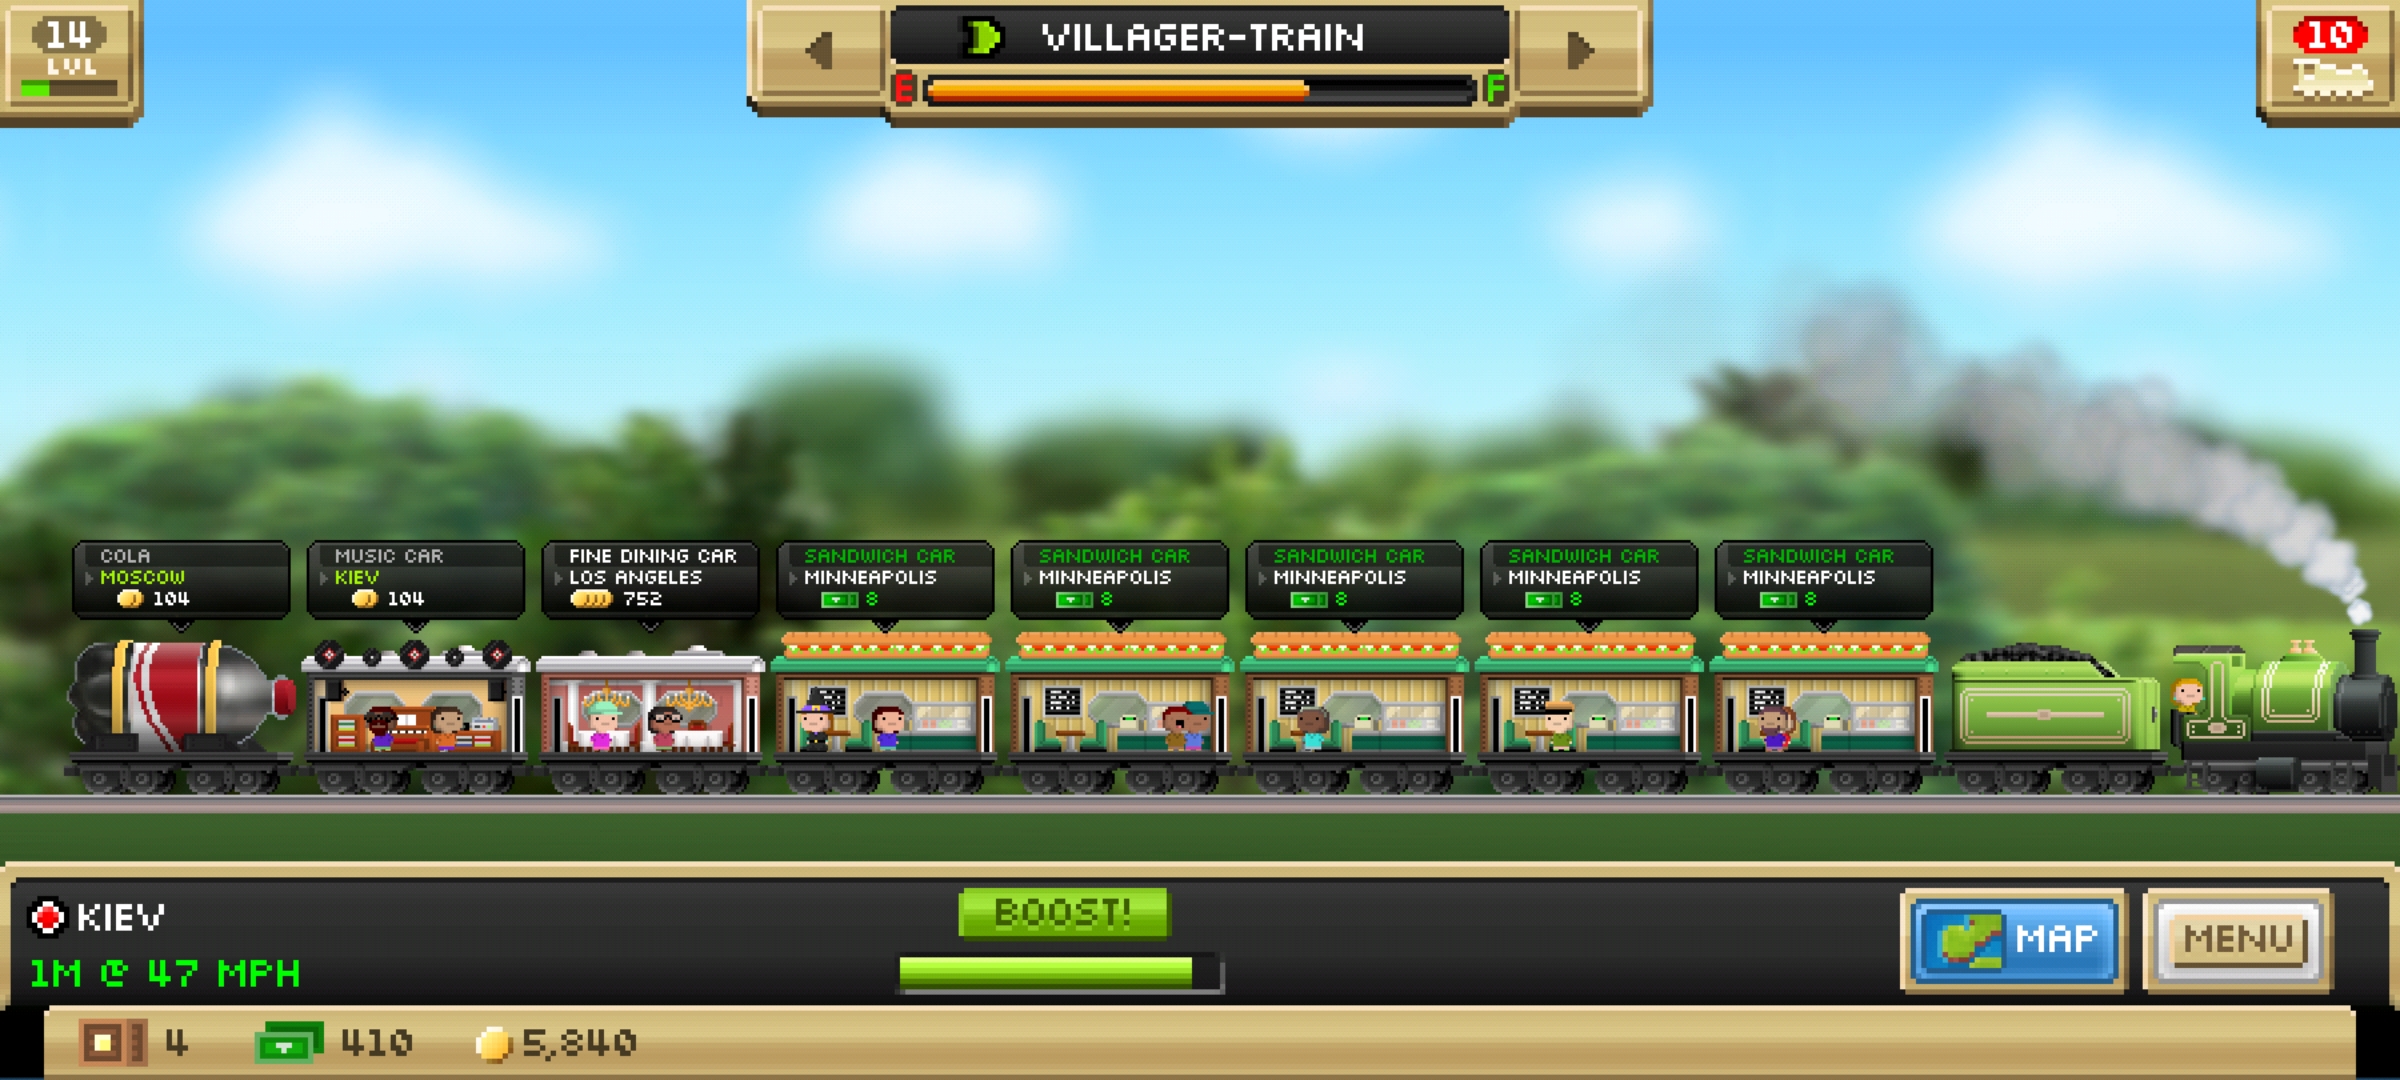 14
LVL
VILLAGER-TRAIN
E F
10
COLA
MOSCOW
104
MUSIC CAR
KIEV
104
FINE DINING CAR
LOS ANGELES
752
SANDWICH CAR
MINNEAPOLIS
8
SANDWICH CAR
MINNEAPOLIS
8
SANDWICH CAR
MINNEAPOLIS
8
SANDWICH CAR
MINNEAPOLIS
8
SANDWICH CAR
MINNEAPOLIS
8
KIEV
1M @ 47 MPH
BOOST!
MAP
MENU
4
410
5,840